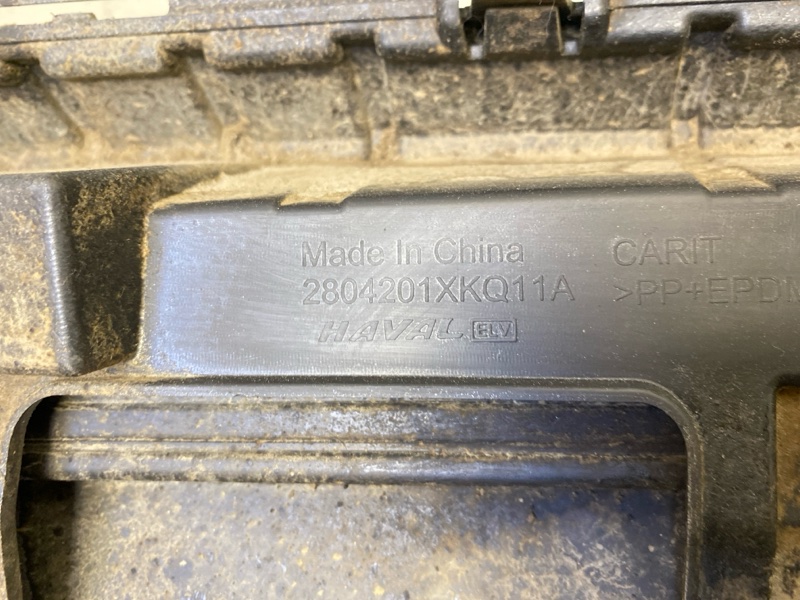 Made In China
2804201XKQ11A
HAVAL ELV
CARIT
>PP+EPDM